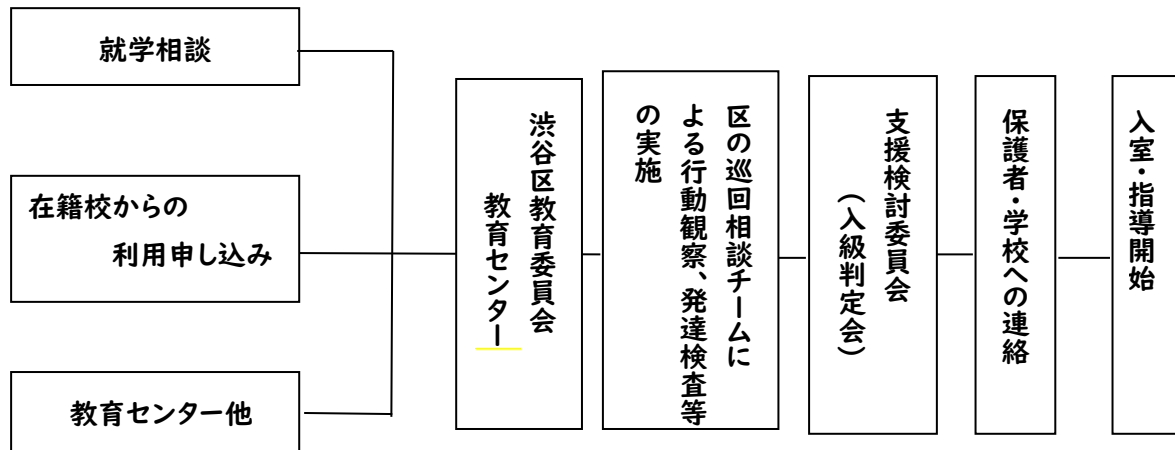 就学相談
在籍校からの
利用申し込み
教育センター他
渋谷区教育委員会
教育センター
区の巡回相談チームに
よる行動観察、発達検査等
の実施
支援検討委員会
（入級判定会）
保護者・学校への連絡
入室・指導開始